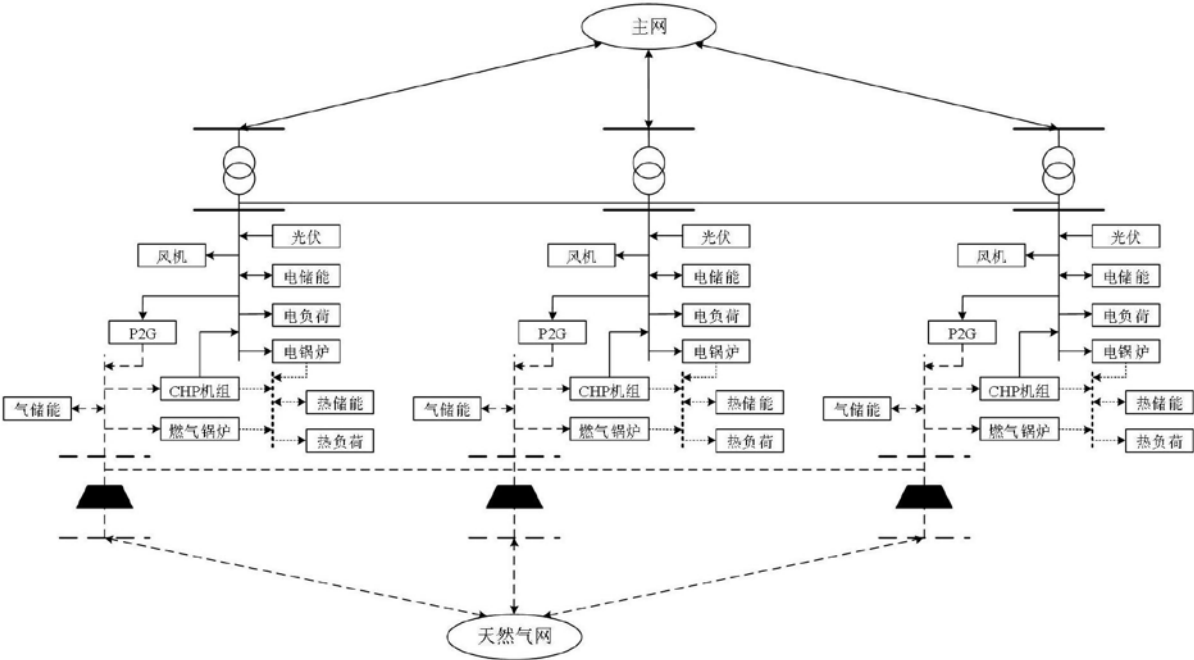 主网
光伏
光伏
光伏
风机
风机
风机
电储能
电储能
电储能
电负荷
电负荷
电负荷
P2G
P2G
P2G
电锅炉
电锅炉
电锅炉
CHP机组
CHP机组
CHP机组
气储能
热储能
气储能
热储能
气储能
热储能
燃气锅炉
热负荷
燃气锅炉
热负荷
燃气锅炉
热负荷
天然气网